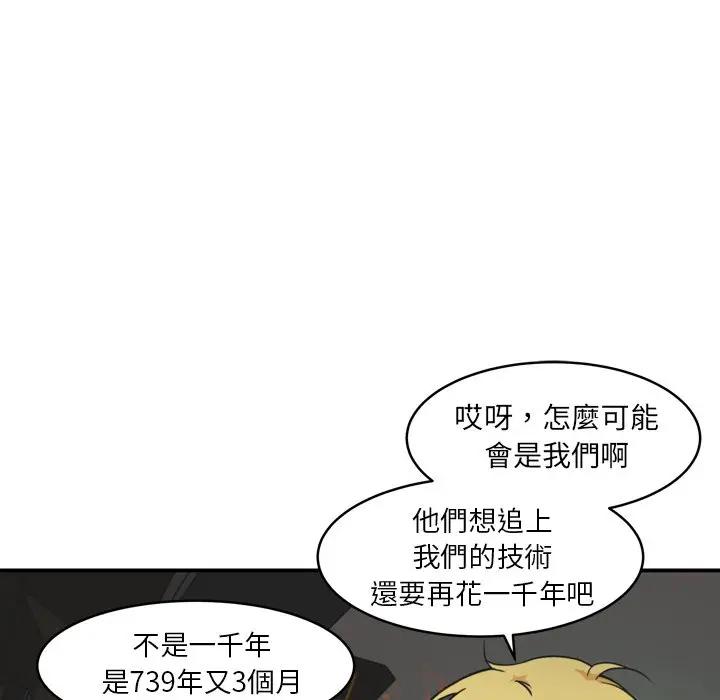 哎呀，怎麼可能
會是我們啊
他們想追上
我們的技術
還要再花一千年吧
不是一千年
是739年又3個月